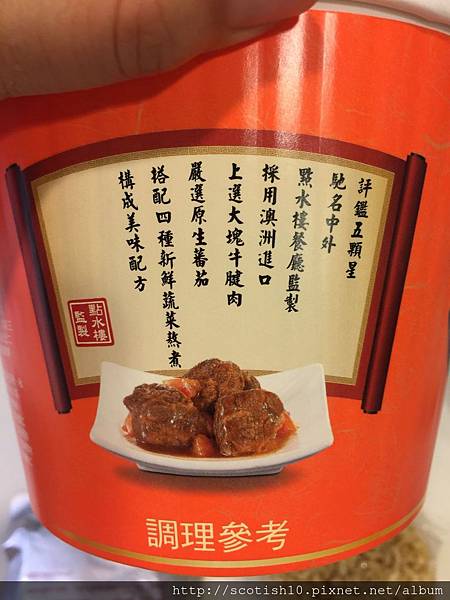 評鑑五顆星
馳名中外
點水樓餐廳監製
採用澳洲進口
上選大塊牛腱肉
嚴選原生蕃茄
搭配四種新鮮蔬菜熬煮
構成美味配方
點水樓
監製
調理參考
http://scotish10.pixnet.net/album